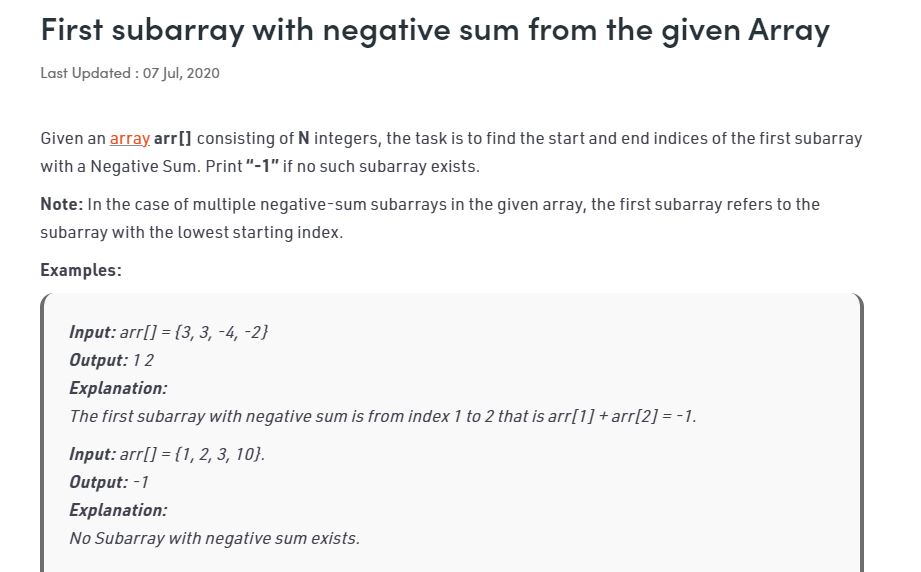 First subarray with negative sum from the given Array
Last Updated : 07 Jul, 2020
Given an array arr[] consisting of N integers, the task is to find the start and end indices of the first subarray
with a Negative Sum. Print “-1” if no such subarray exists.
Note: In the case of multiple negative-sum subarrays in the given array, the first subarray refers to the
subarray with the lowest starting index.
Examples:
Input: arr[] = {3, 3, -4, -2}
Output: 1 2
Explanation:
The first subarray with negative sum is from index 1 to 2 that is arr[1] + arr[2] = -1.
Input: arr[] = {1, 2, 3, 10}.
Output: -1
Explanation:
No Subarray with negative sum exists.